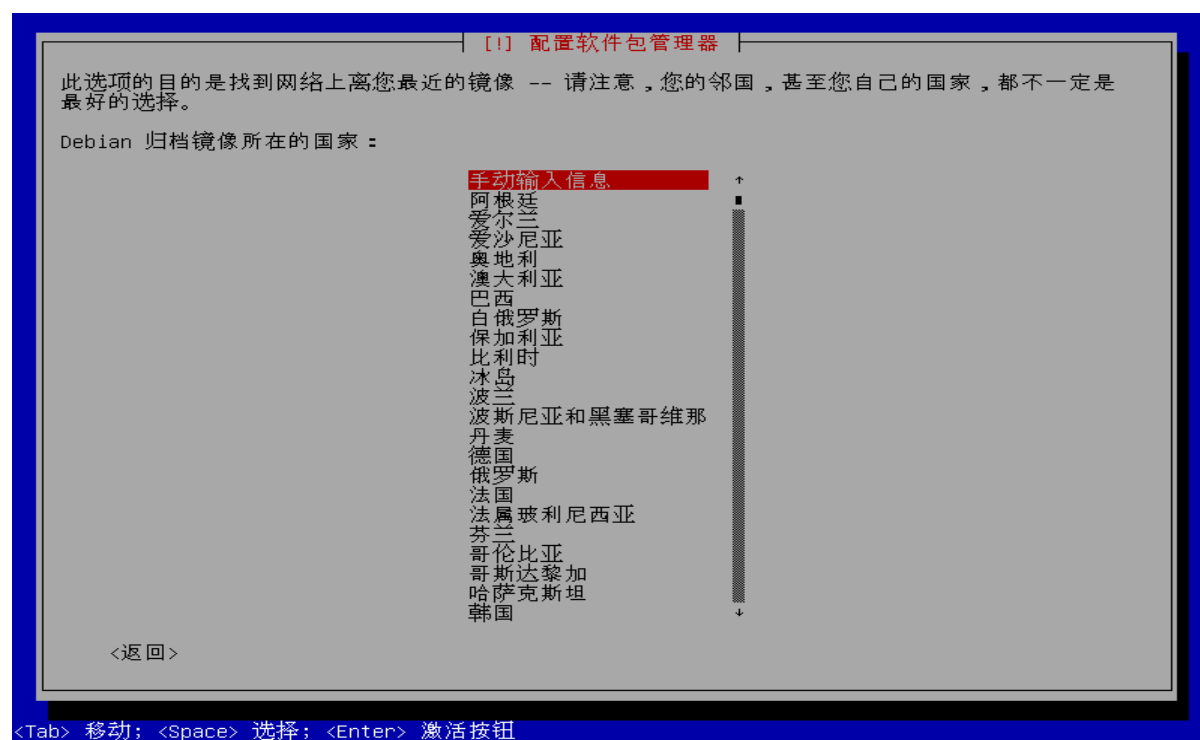 [!] 配置软件包管理器
此选项的目的是找到网络上离您最近的镜像 -- 请注意，您的邻国，甚至您自己的国家，都不一定是
最好的选择。
Debian 归档镜像所在的国家：
手动输入信息
阿根廷
爱尔兰
爱沙尼亚
奥地利
澳大利亚
巴西
白俄罗斯
保加利亚
比利时
冰岛
波兰
波斯尼亚和黑塞哥维那
丹麦
德国
俄罗斯
法国
法属玻利尼西亚
芬兰
哥伦比亚
哥斯达黎加
哈萨克斯坦
韩国
<返回>
<Tab> 移动; <Space> 选择; <Enter> 激活按钮